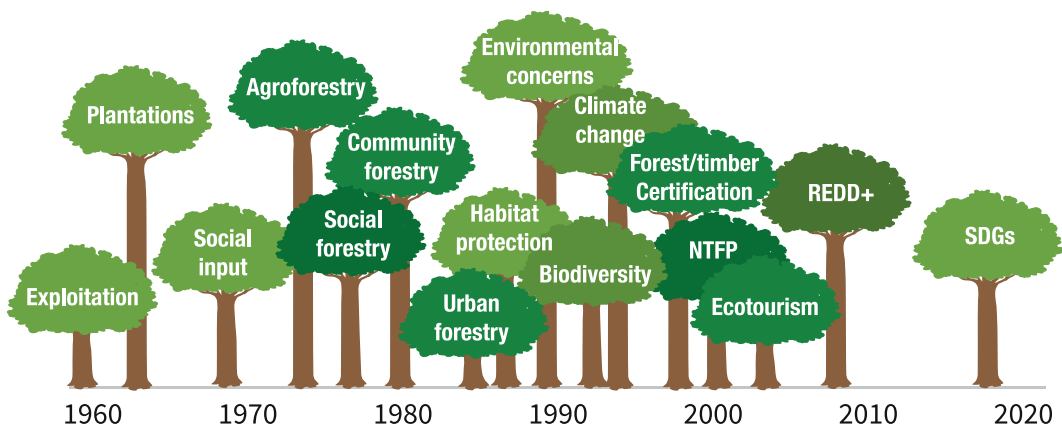 Environmental
concerns
Agroforestry
Plantations
Climate
change
Community
forestry
Forest/timber
Certification
REDD+
Social
input
Social
forestry
Habitat
protection
NTFP
SDGs
Biodiversity
Exploitation
Urban
forestry
Ecotourism
1960 1970 1980 1990 2000 2010 2020